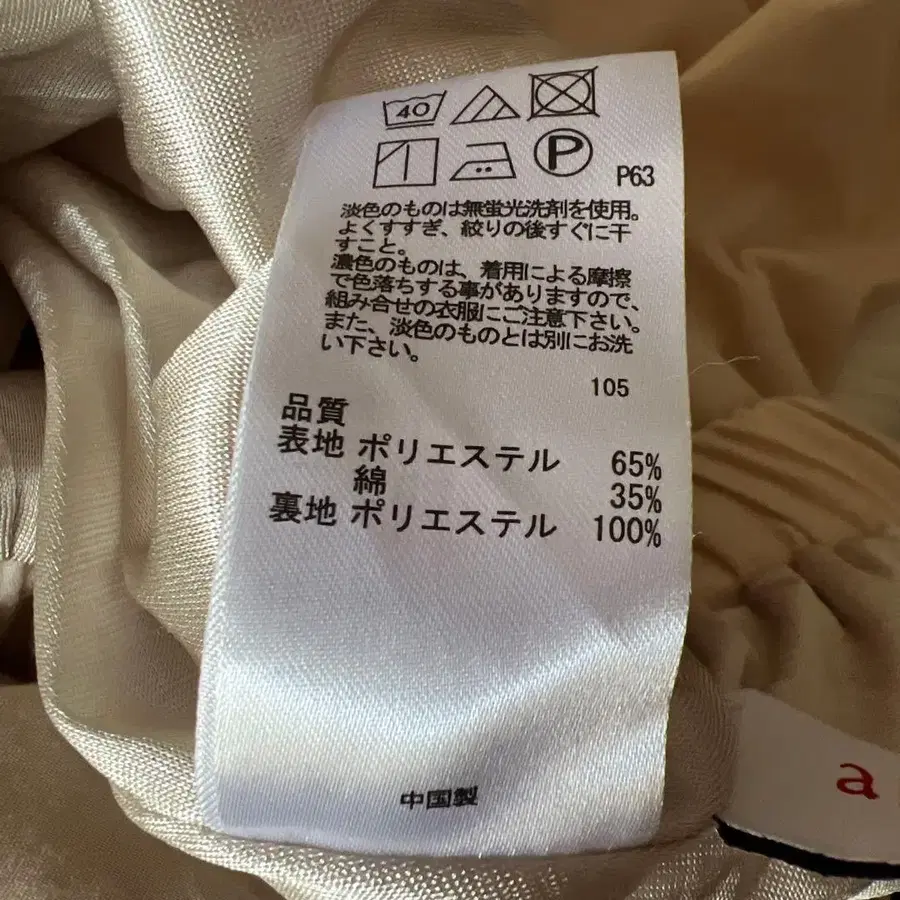 40
P
P63
淡色のものは無蛍光洗剤を使用。
よくすすぎ、絞りの後すぐに干
すこと。
濃色のものは、着用による摩擦
で色落ちする事がありますので、
組み合せの衣服にご注意下さい。
また、淡色のものとは別にお洗
い下さい。
105
品質
表地 ポリエステル 65%
綿 35%
裏地 ポリエステル 100%
中国製
a